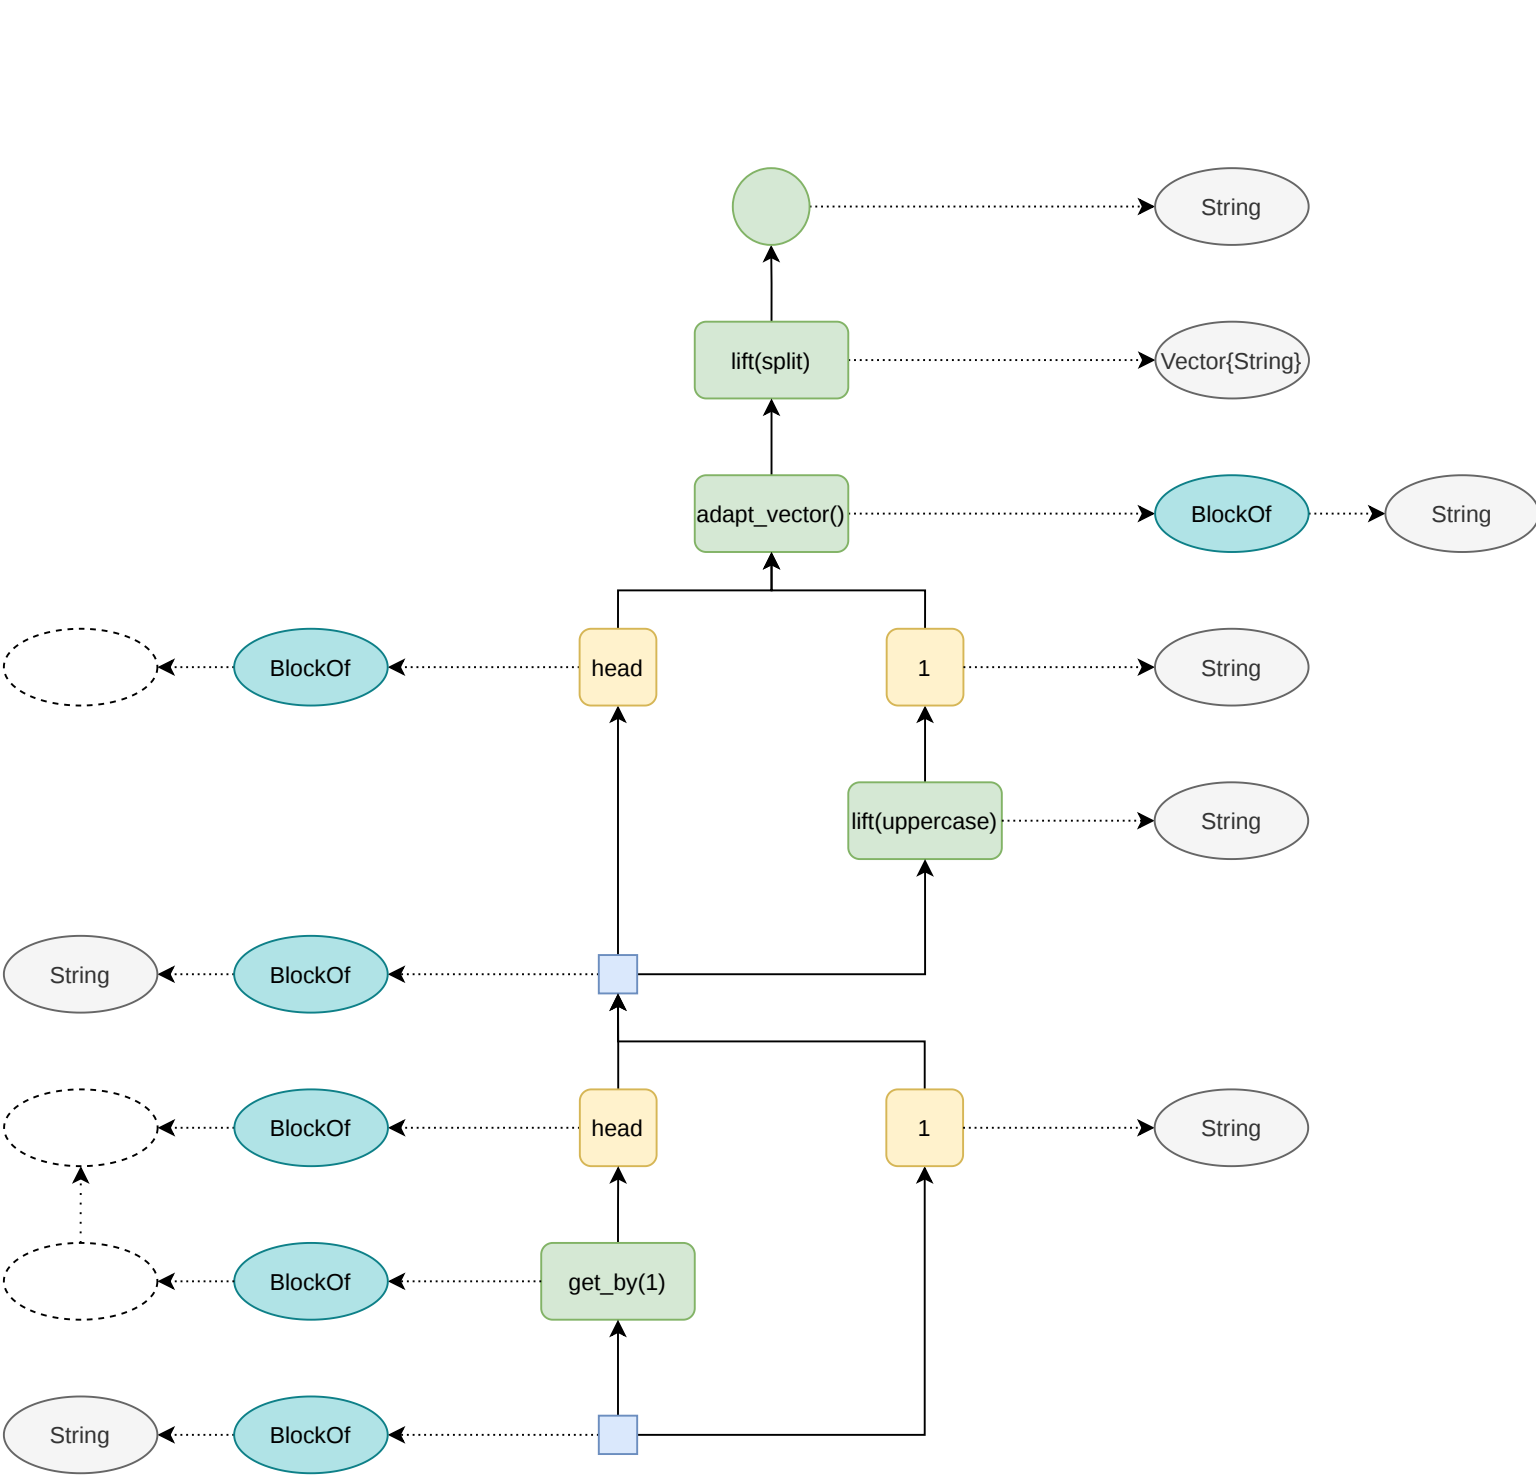 String
lift(split)
Vector{String}
adapt_vector()
BlockOf
String
BlockOf
head
1
String
lift(uppercase)
String
String
BlockOf
BlockOf
head
1
String
BlockOf
get_by(1)
String
BlockOf